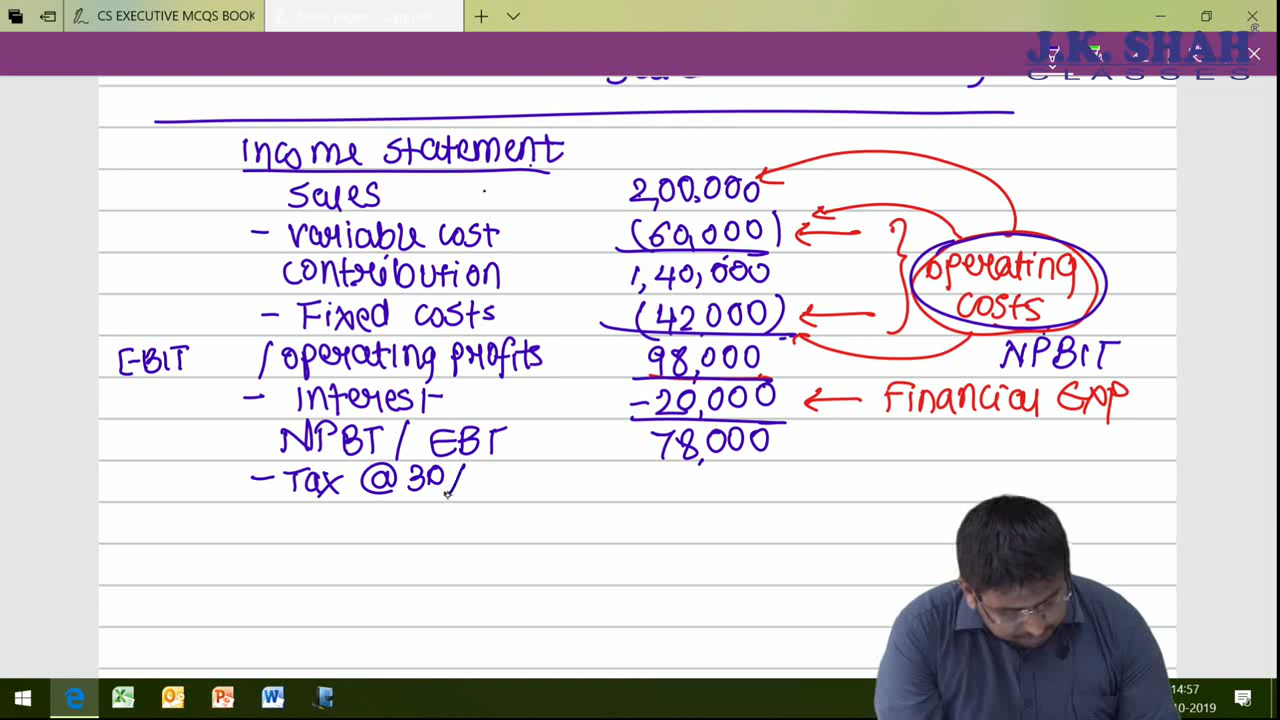 CS EXECUTIVE MCQS BOOK
J.K. SHAH®
CLASSES
Income statement
Sales 2,00,000
- variable cost (60,000)
contribution 1,40,000
operating costs
- Fixed costs (42,000)
EBIT / operating profits 98,000 NPBIT
- Interest -20,000 ← Financial EXP
NPBT / EBT 78,000
- Tax @ 30/
14:57
10-2019